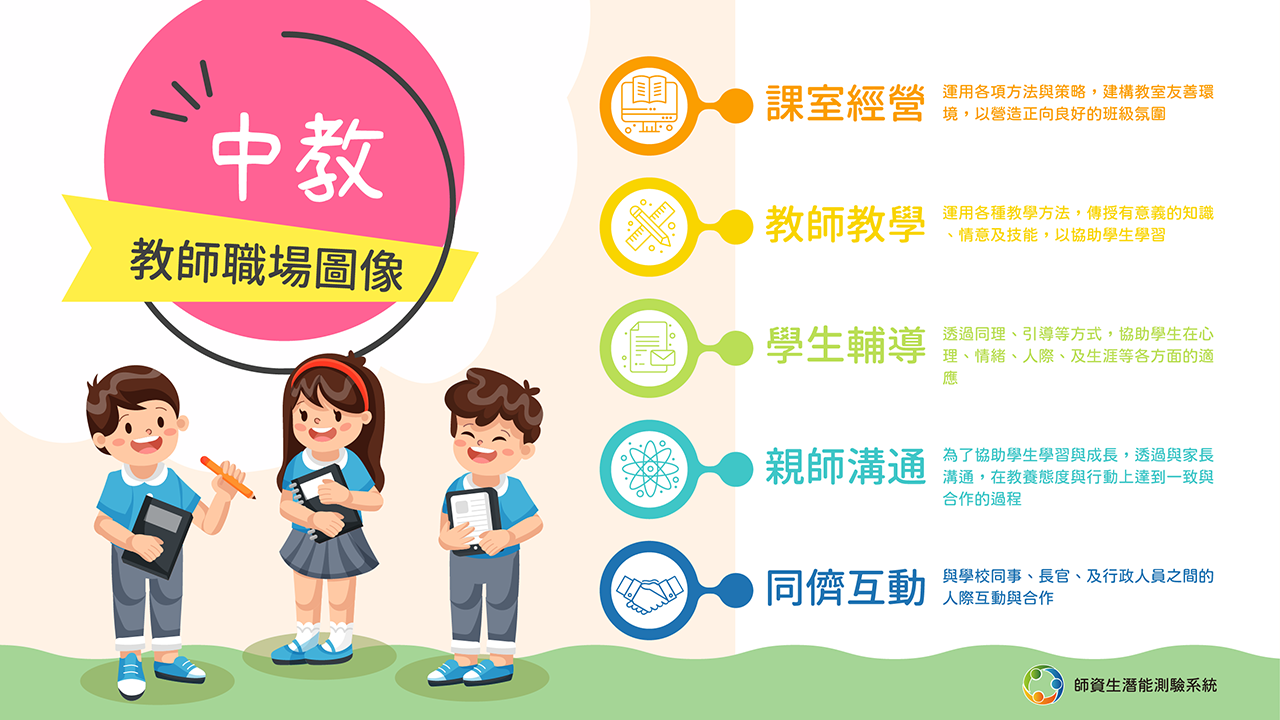 中教
教師職場圖像
課室經營
運用各項方法與策略，建構教室友善環
境，以營造正向良好的班級氛圍
教師教學
運用各種教學方法，傳授有意義的知識
、情意及技能，以協助學生學習
學生輔導
透過同理、引導等方式，協助學生在心
理、情緒、人際、及生涯等各方面的適
應
親師溝通
為了協助學生學習與成長，透過與家長
溝通，在教養態度與行動上達到一致與
合作的過程
同儕互動
與學校同事、長官、及行政人員之間的
人際互動與合作
師資生潛能測驗系統